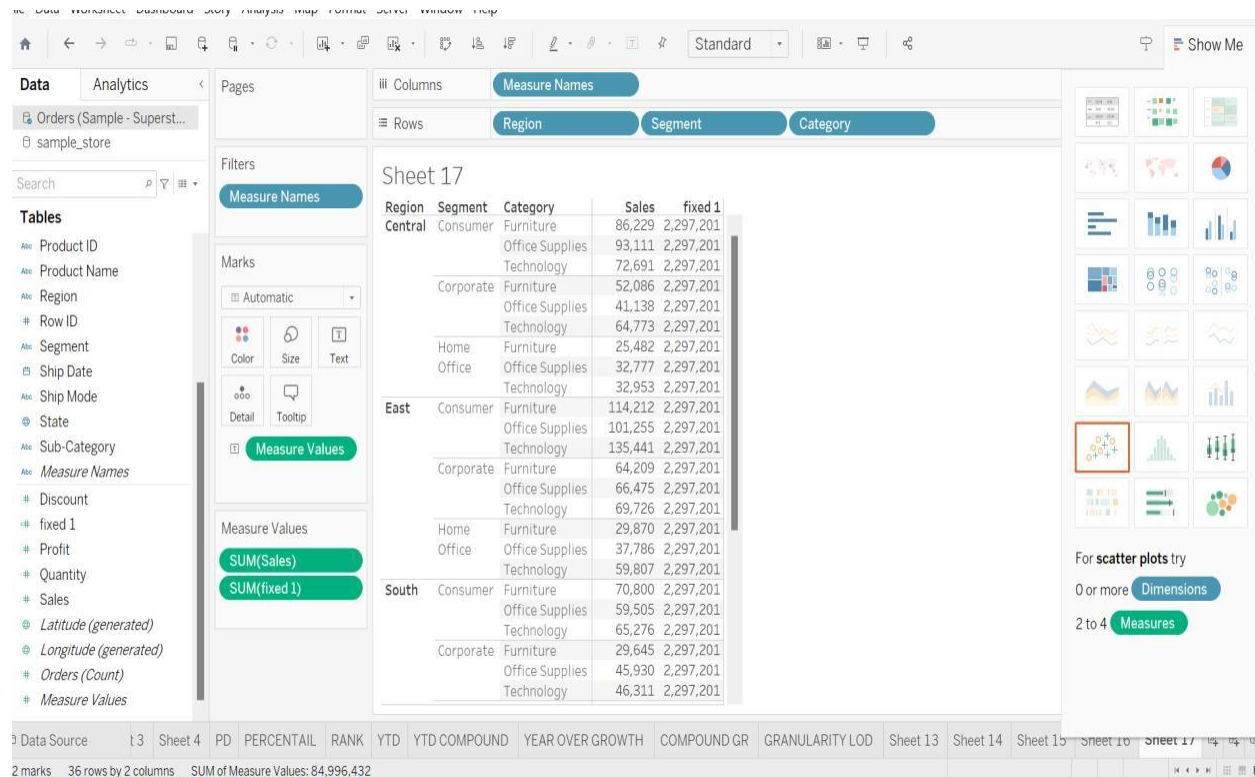 Data Worksheet Dashboard Story Analysis Map Format Server Window Help
Standard
Show Me
Data Analytics
Orders (Sample - Superst...
sample_store
Search
Tables
Abc Product ID
Abc Product Name
Abc Region
# Row ID
Abc Segment
Ship Date
Abc Ship Mode
State
Abc Sub-Category
Abc Measure Names
# Discount
=# fixed 1
# Profit
# Quantity
# Sales
Latitude (generated)
Longitude (generated)
# Orders (Count)
# Measure Values
Pages
Filters
Measure Names
Marks
Automatic
Color Size Text
Detail Tooltip
Measure Values
Measure Values
SUM(Sales)
SUM(fixed 1)
Columns Measure Names
Rows Region Segment Category
Sheet 17
Region Segment Category Sales fixed 1
Central Consumer Furniture 86,229 2,297,201
Office Supplies 93,111 2,297,201
Technology 72,691 2,297,201
Corporate Furniture 52,086 2,297,201
Office Supplies 41,138 2,297,201
Technology 64,773 2,297,201
Home Furniture 25,482 2,297,201
Office Office Supplies 32,777 2,297,201
Technology 32,953 2,297,201
East Consumer Furniture 114,212 2,297,201
Office Supplies 101,255 2,297,201
Technology 135,441 2,297,201
Corporate Furniture 64,209 2,297,201
Office Supplies 66,475 2,297,201
Technology 69,726 2,297,201
Home Furniture 29,870 2,297,201
Office Office Supplies 37,786 2,297,201
Technology 59,807 2,297,201
South Consumer Furniture 70,800 2,297,201
Office Supplies 59,505 2,297,201
Technology 65,276 2,297,201
Corporate Furniture 29,645 2,297,201
Office Supplies 45,930 2,297,201
Technology 46,311 2,297,201
For scatter plots try
0 or more Dimensions
2 to 4 Measures
Data Source t 3 Sheet 4 PD PERCENTAIL RANK YTD YTD COMPOUND YEAR OVER GROWTH COMPOUND GR GRANULARITY LOD Sheet 13 Sheet 14 Sheet 15 Sheet 16 Sheet 17
2 marks 36 rows by 2 columns SUM of Measure Values: 84,996,432